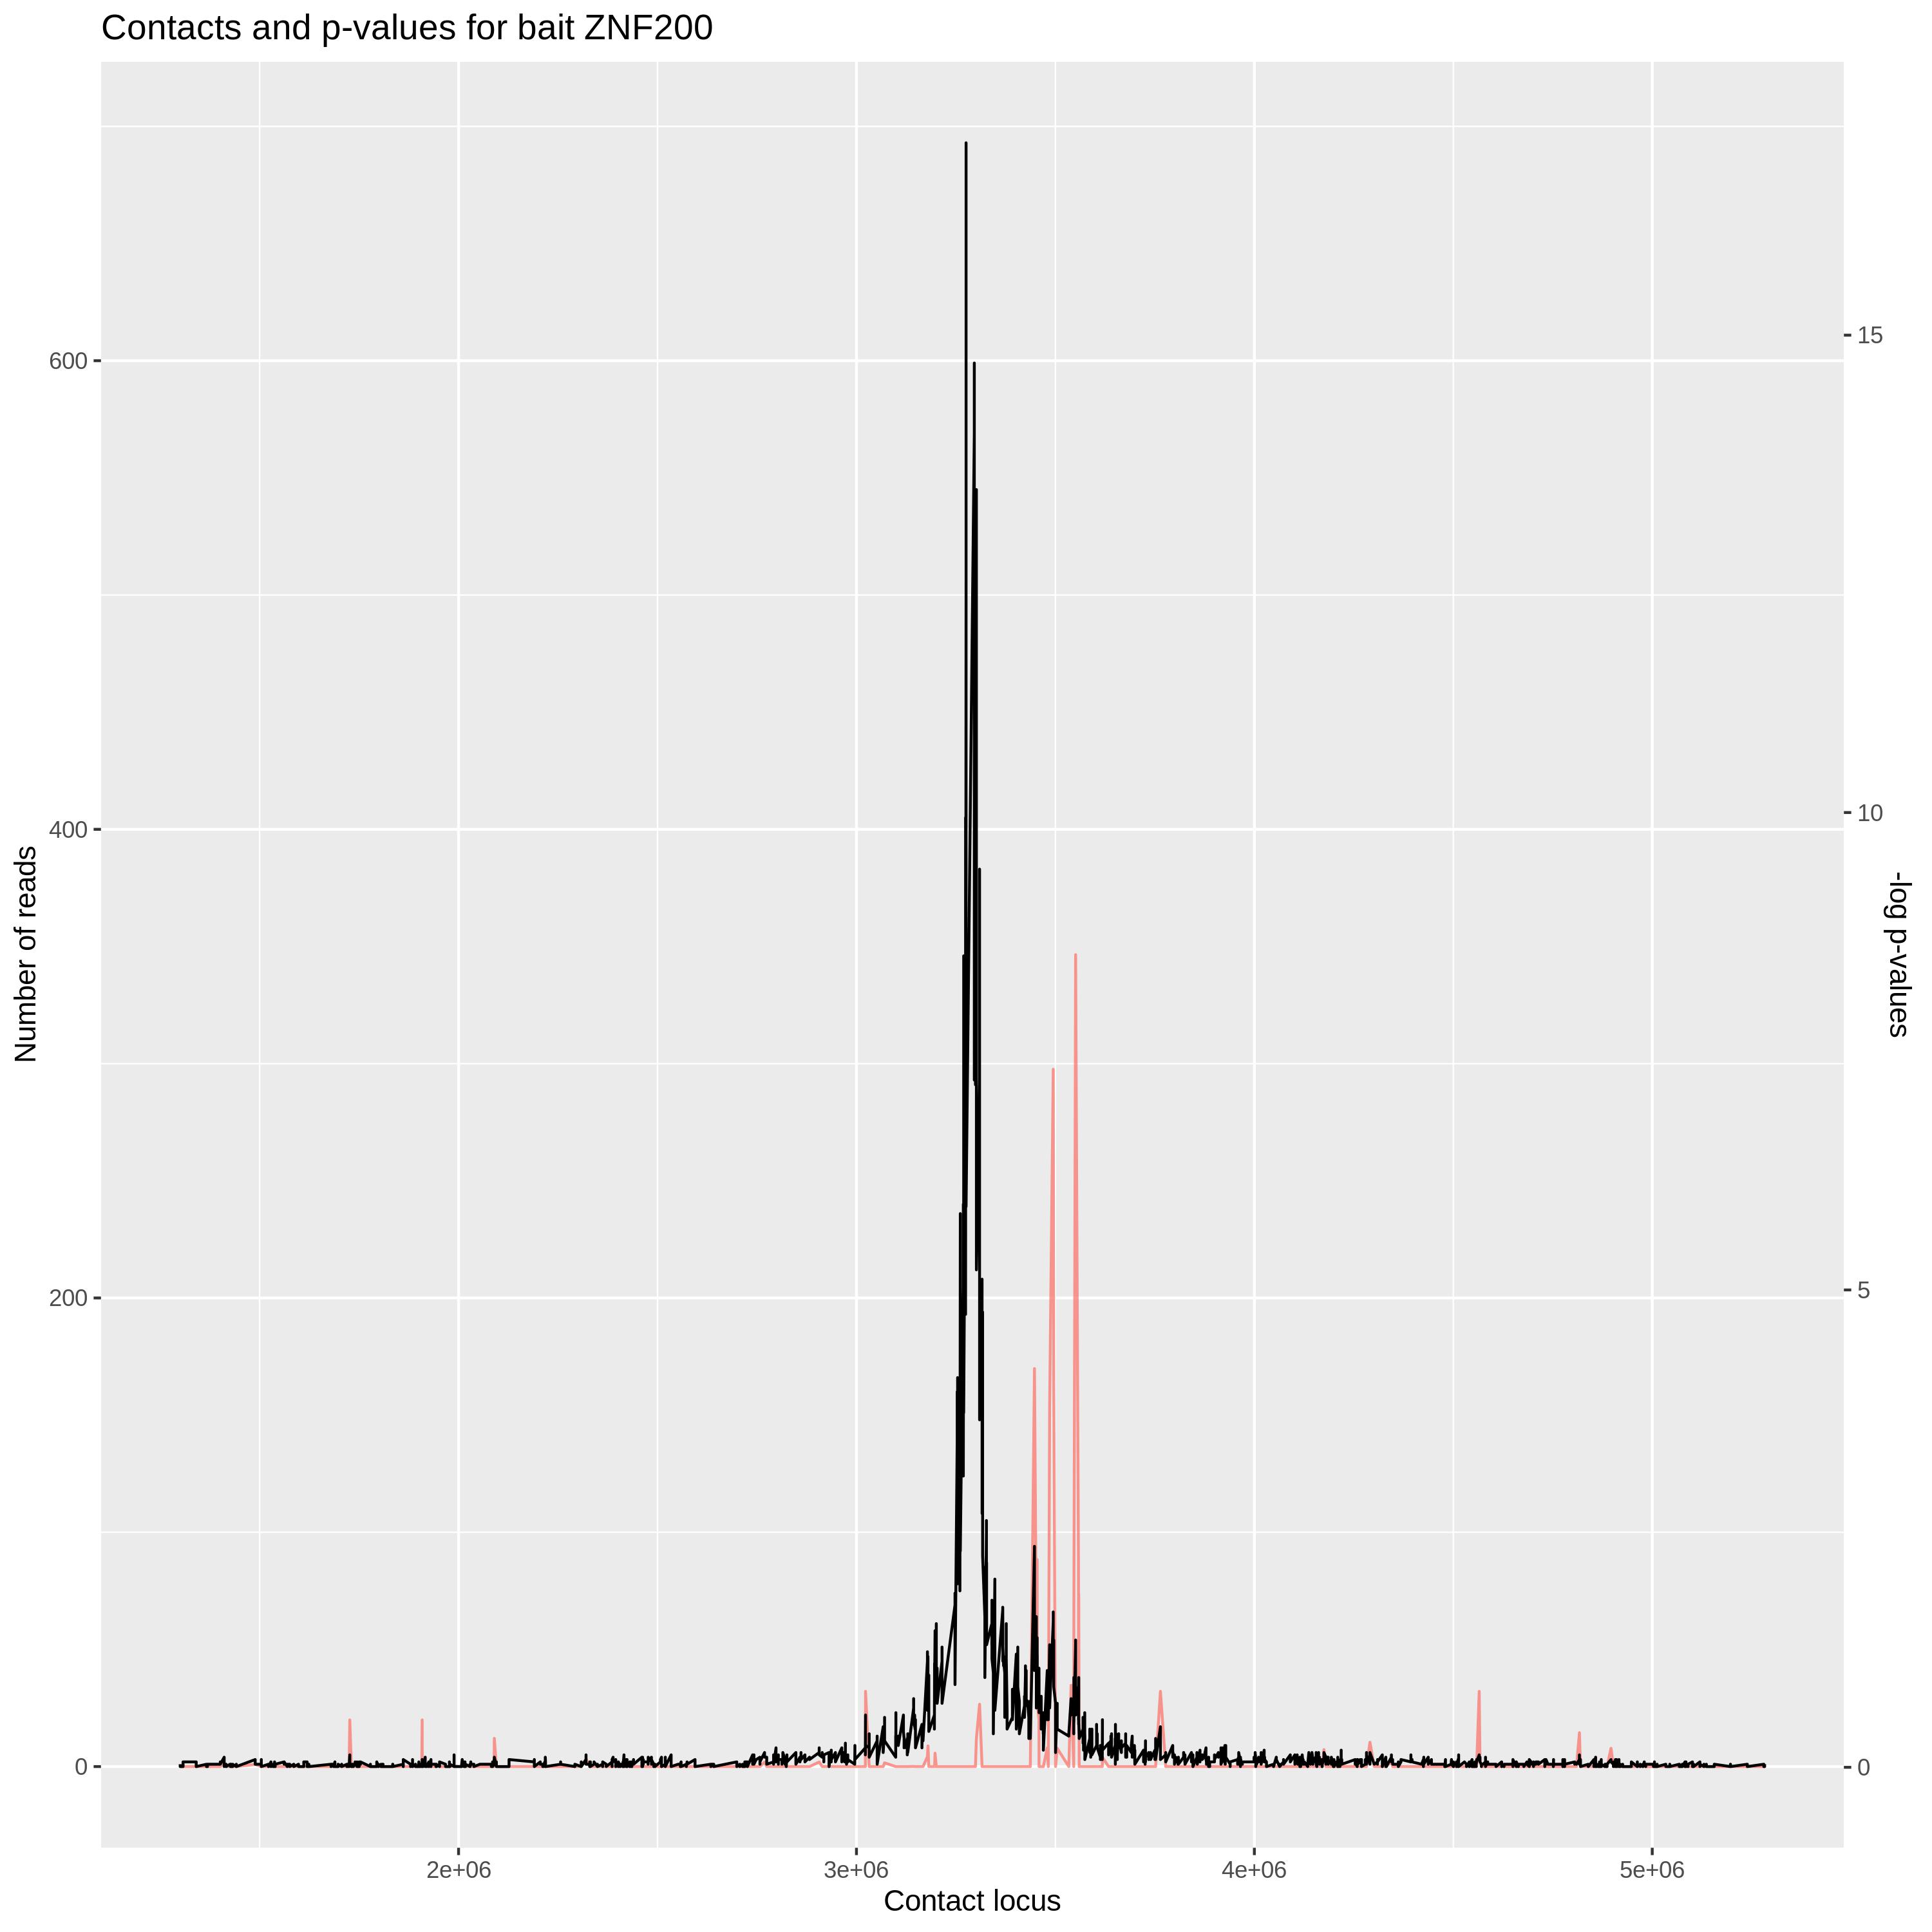 Contacts and p-values for bait ZNF200
Number of reads
600
400
200
0
15
10
5
0
-log p-values
2e+06
3e+06
4e+06
5e+06
Contact locus